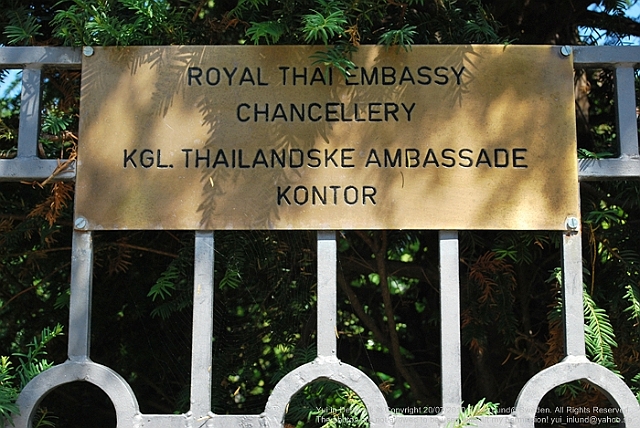 ROYAL THAI EMBASSY
CHANCELLERY
KGL. THAILANDSKE AMBASSADE
KONTOR